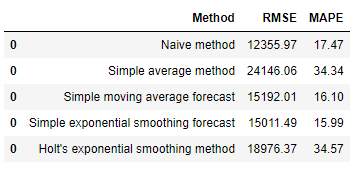 Method RMSE MAPE
0 Naive method 12355.97 17.47
0 Simple average method 24146.06 34.34
0 Simple moving average forecast 15192.01 16.10
0 Simple exponential smoothing forecast 15011.49 15.99
0 Holt's exponential smoothing method 18976.37 34.57